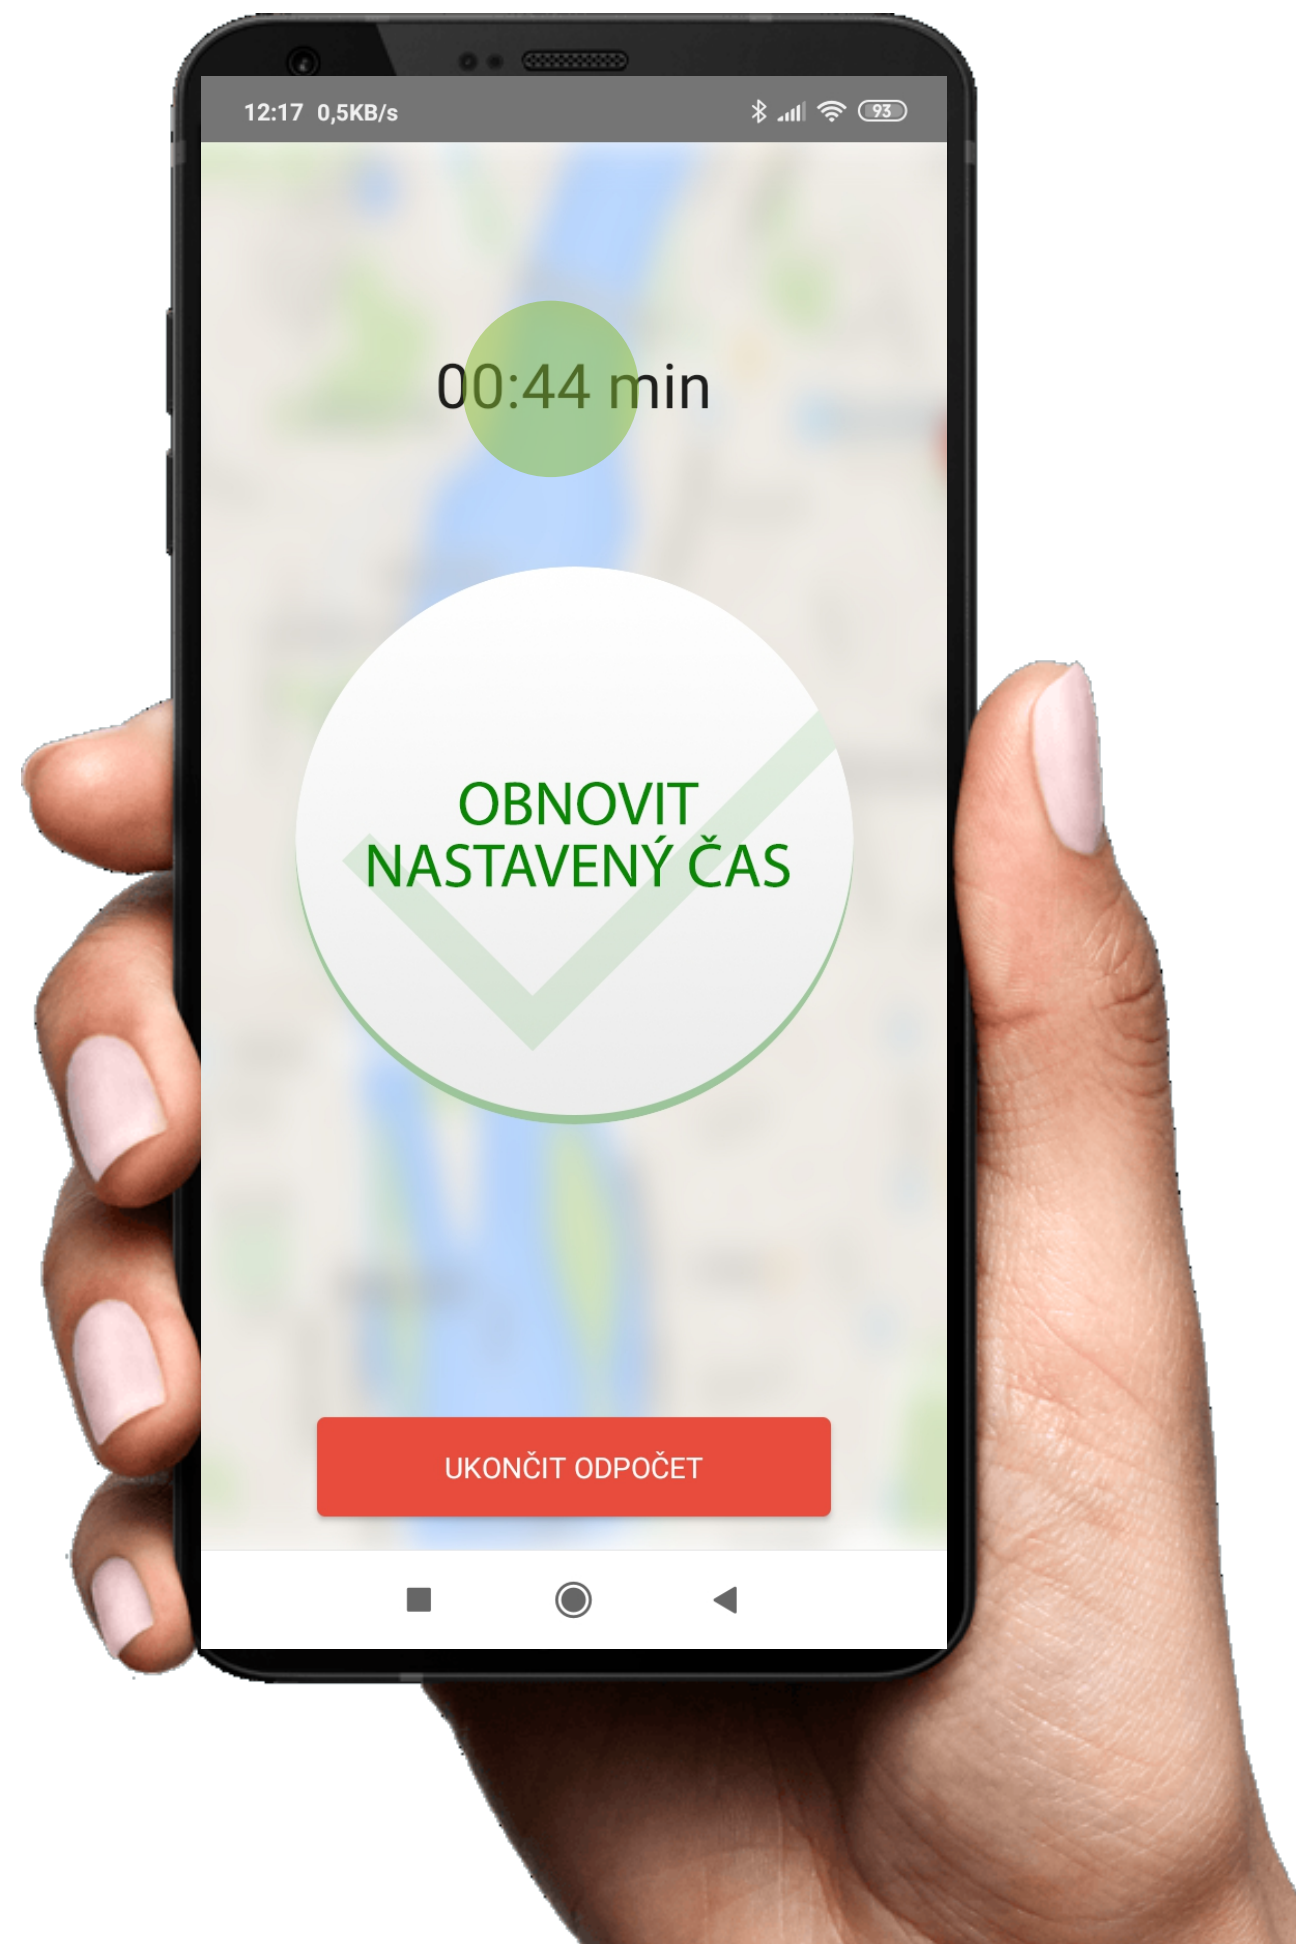 12:17 0,5KB/s
93
00:44 min
OBNOVIT
NASTAVENÝ ČAS
UKONČIT ODPOČET